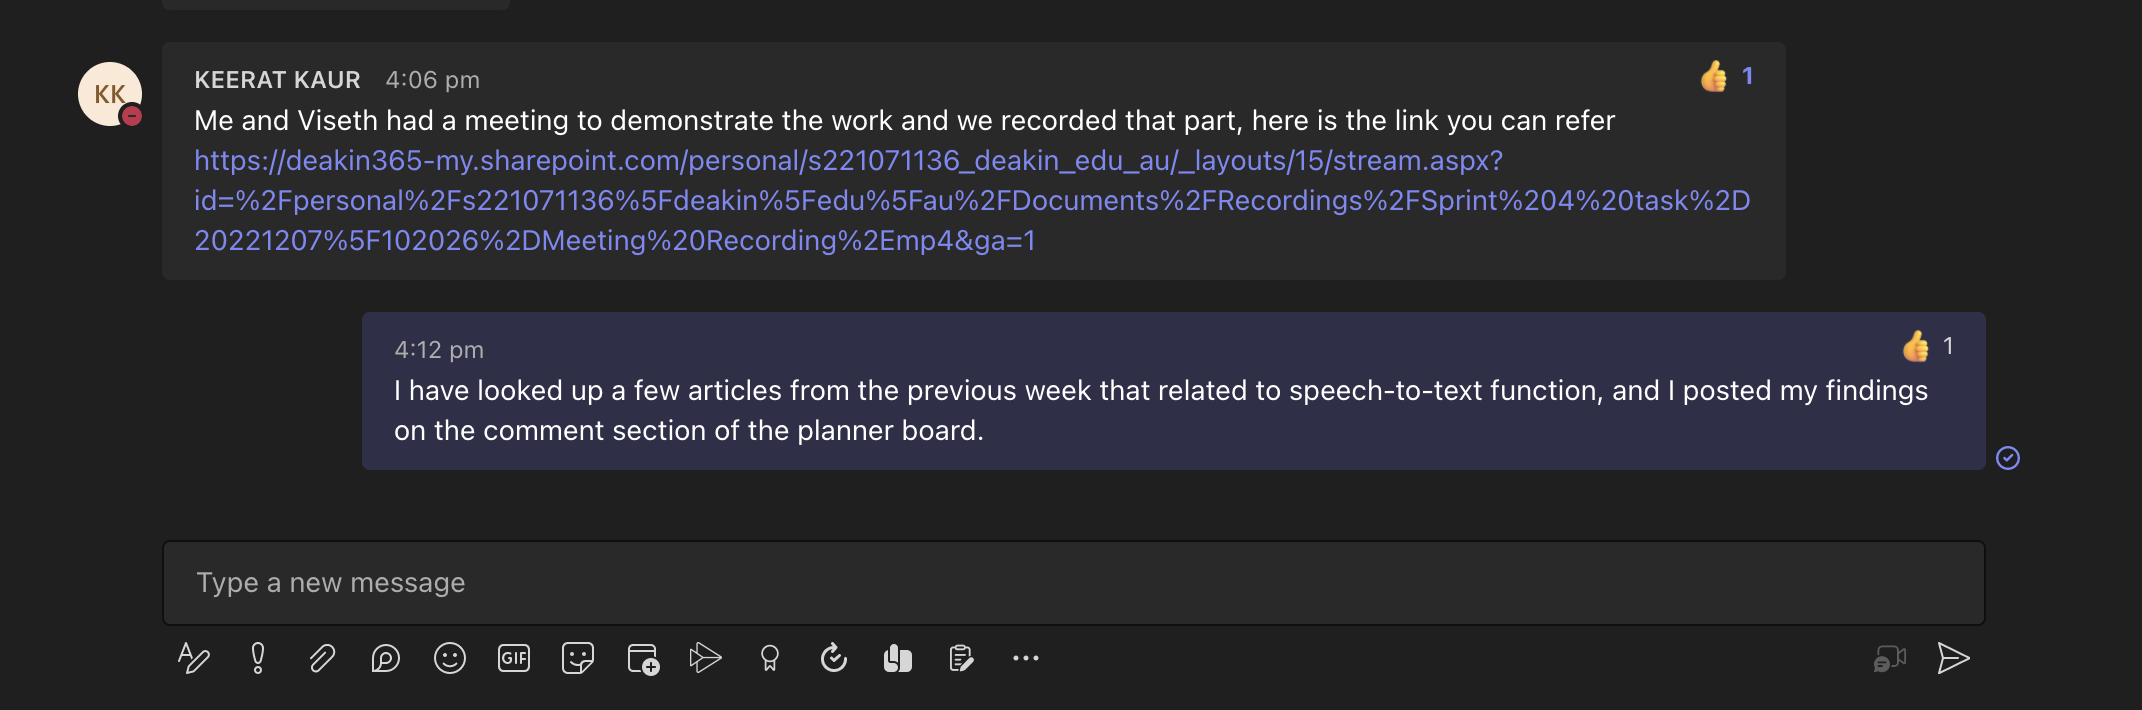 KK
KEERAT KAUR 4:06 pm 👍 1
Me and Viseth had a meeting to demonstrate the work and we recorded that part, here is the link you can refer
https://deakin365-my.sharepoint.com/personal/s221071136_deakin_edu_au/_layouts/15/stream.aspx?
id=%2Fpersonal%2Fs221071136%5Fdeakin%5Fedu%5Fau%2FDocuments%2FRecordings%2FSprint%204%20task%2D
20221207%5F102026%2DMeeting%20Recording%2Emp4&ga=1
4:12 pm 👍 1
I have looked up a few articles from the previous week that related to speech-to-text function, and I posted my findings
on the comment section of the planner board.
Type a new message
GIF